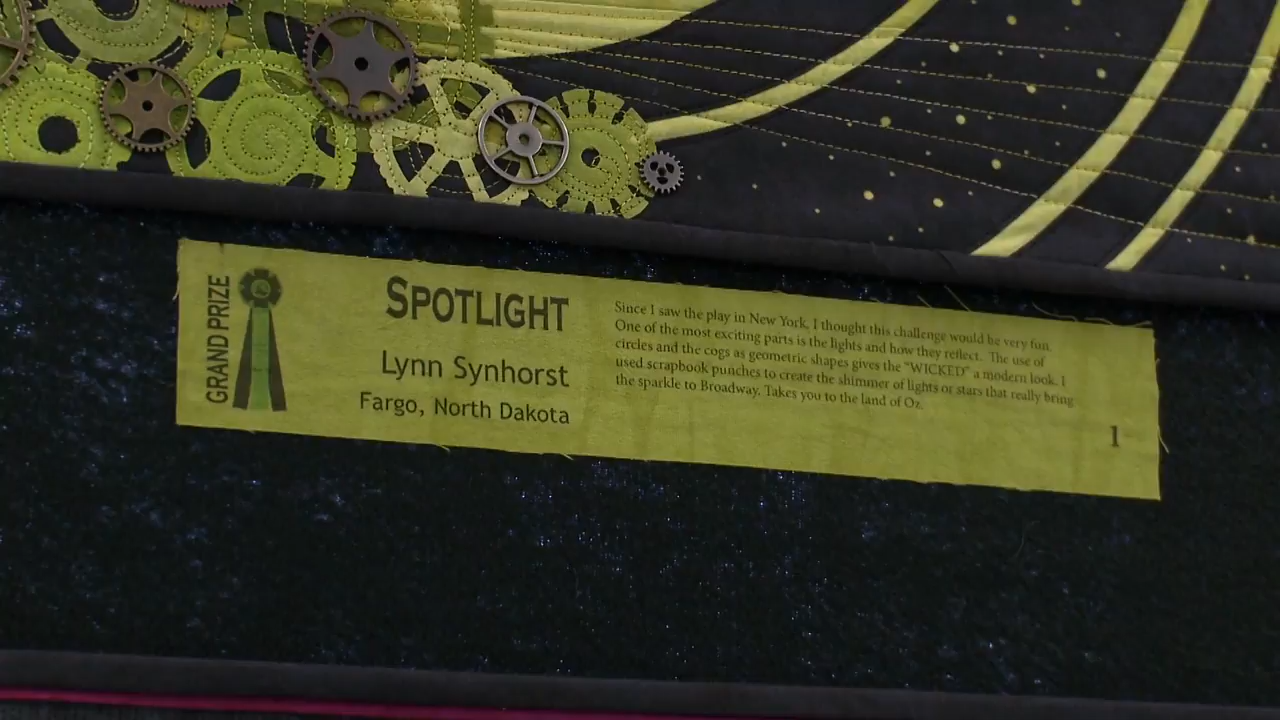 GRAND PRIZE
SPOTLIGHT
Lynn Synhorst
Fargo, North Dakota
Since I saw the play in New York, I thought this challenge would be very fun.
One of the most exciting parts is the lights and how they reflect. The use of
circles and the cogs as geometric shapes gives the "WICKED" a modern look. I
used scrapbook punches to create the shimmer of lights or stars that really bring
the sparkle to Broadway. Takes you to the land of Oz.
1